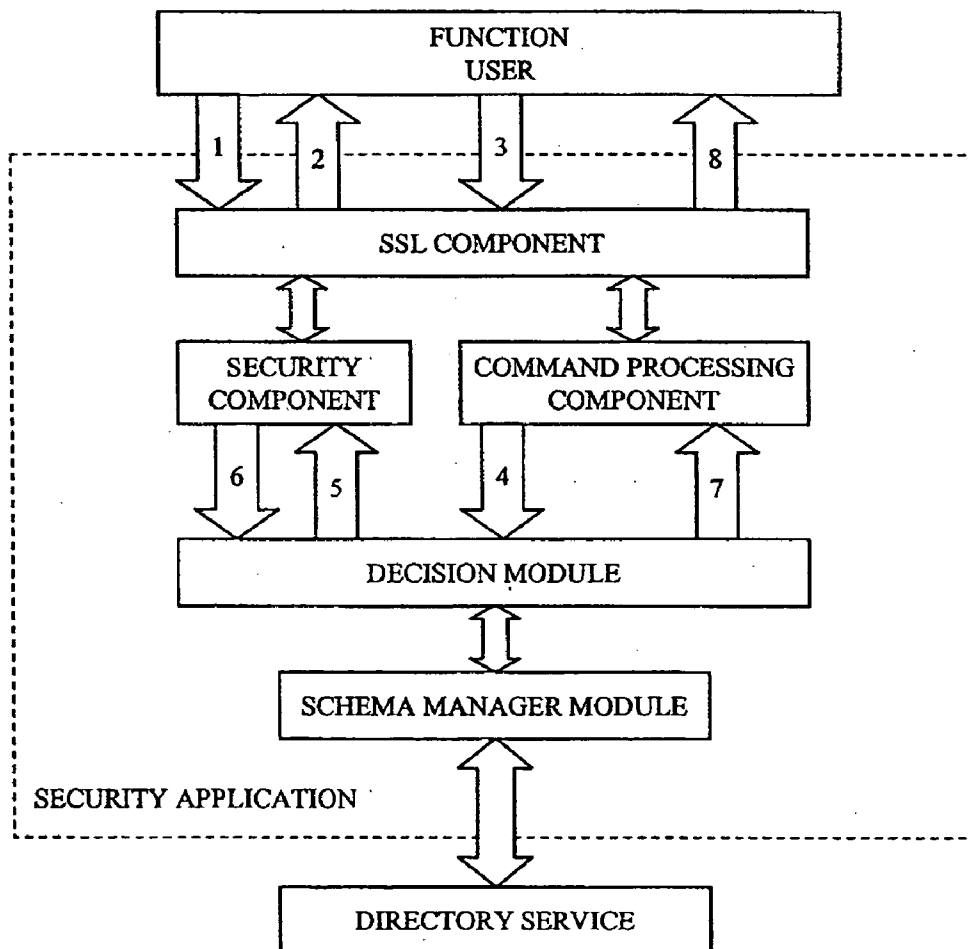 FUNCTION
USER
1
2
3
8
SSL COMPONENT
SECURITY
COMPONENT
COMMAND PROCESSING
COMPONENT
6
5
4
7
DECISION MODULE
SCHEMA MANAGER MODULE
SECURITY APPLICATION
DIRECTORY SERVICE